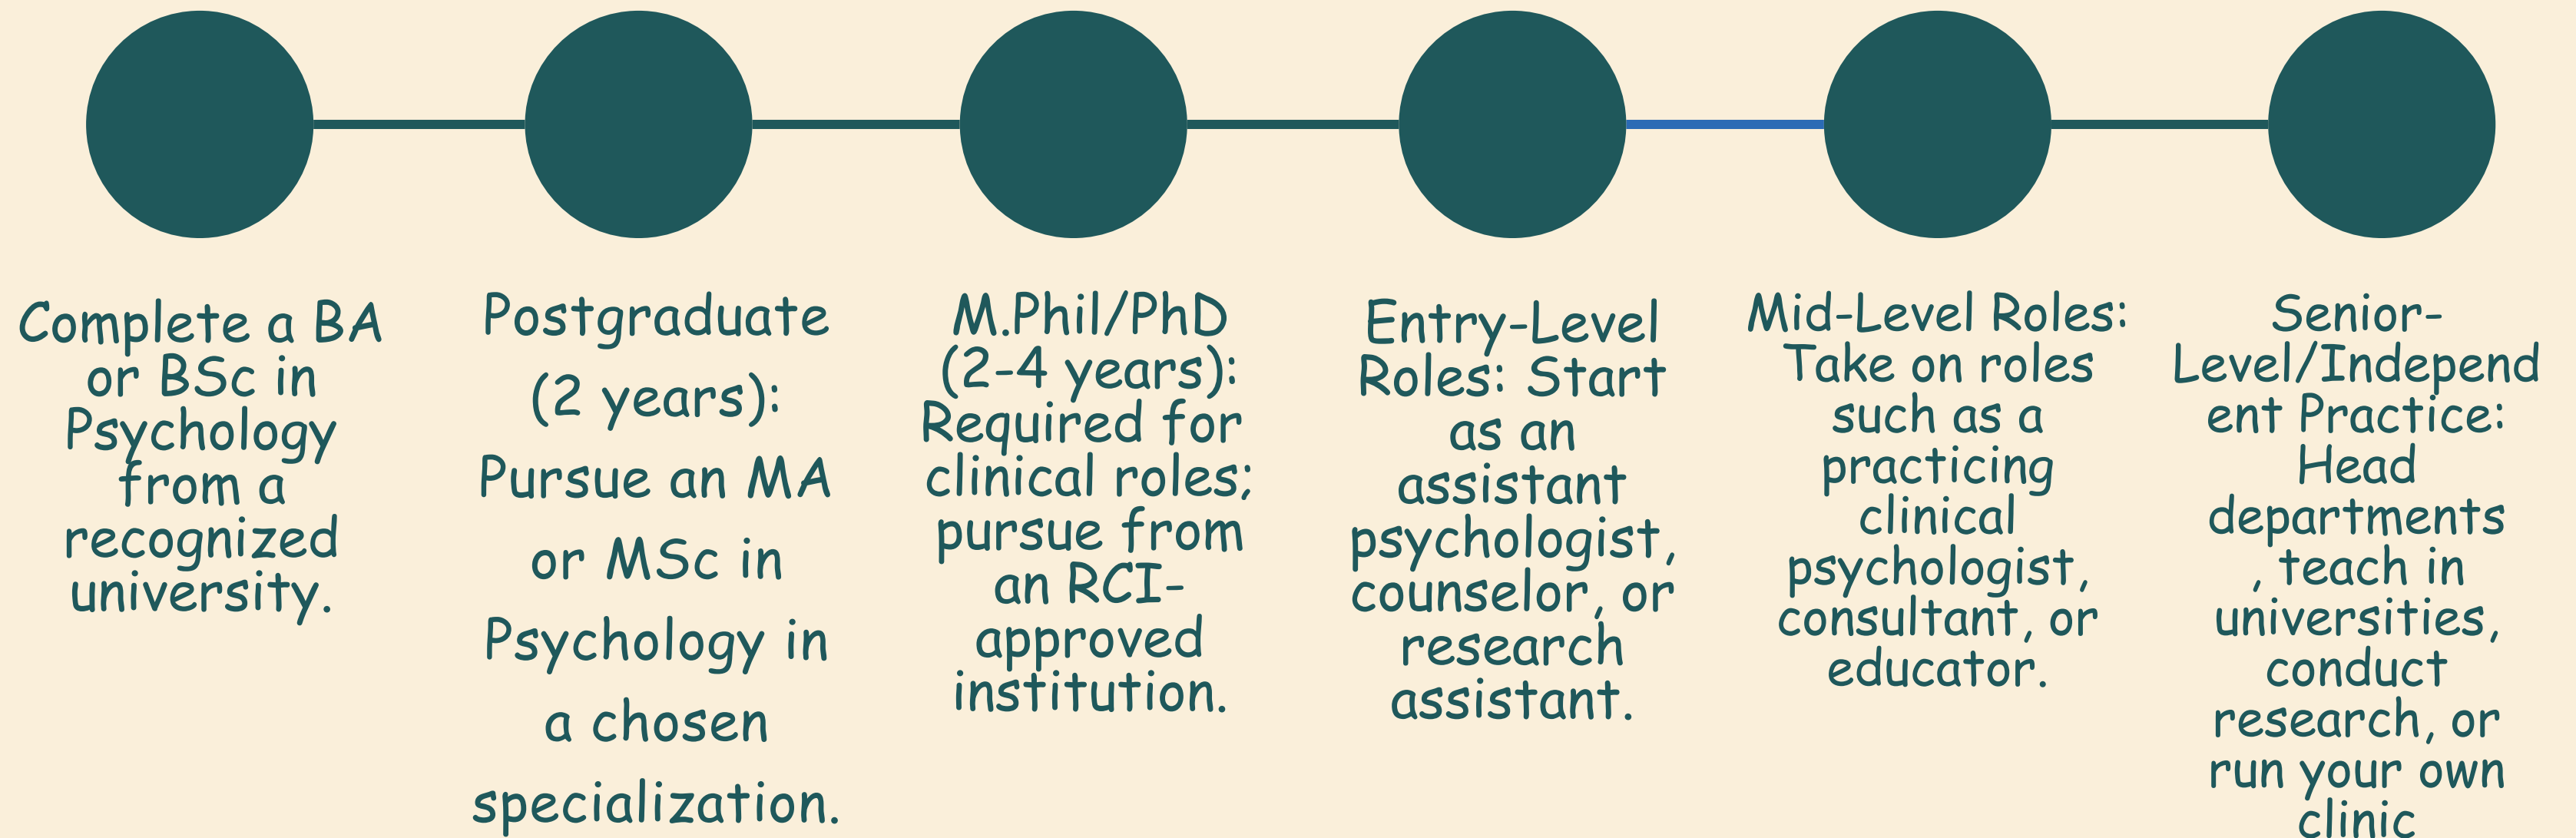 Complete a BA
or BSc in
Psychology
from a
recognized
university.
Postgraduate
(2 years):
Pursue an MA
or MSc in
Psychology in
a chosen
specialization.
M.Phil/PhD
(2-4 years):
Required for
clinical roles;
pursue from
an RCI-
approved
institution.
Entry-Level
Roles: Start
as an
assistant
psychologist,
counselor, or
research
assistant.
Mid-Level Roles:
Take on roles
such as a
practicing
clinical
psychologist,
consultant, or
educator.
Senior-
Level/Independ
ent Practice:
Head
departments
, teach in
universities,
conduct
research, or
run your own
clinic